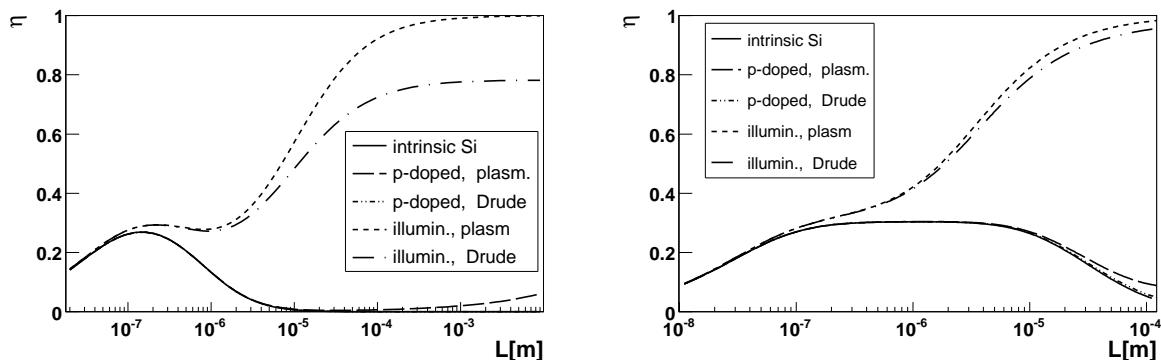 η
1
0.8
0.6
0.4
0.2
0
intrinsic Si
p-doped, plasm.
p-doped, Drude
illumin., plasm
illumin., Drude
10⁻⁷ 10⁻⁶ 10⁻⁵ 10⁻⁴ 10⁻³
L[m]
η
1
0.8
0.6
0.4
0.2
0
intrinsic Si
p-doped, plasm.
p-doped, Drude
illumin., plasm
illumin., Drude
10⁻⁸ 10⁻⁷ 10⁻⁶ 10⁻⁵ 10⁻⁴
L[m]